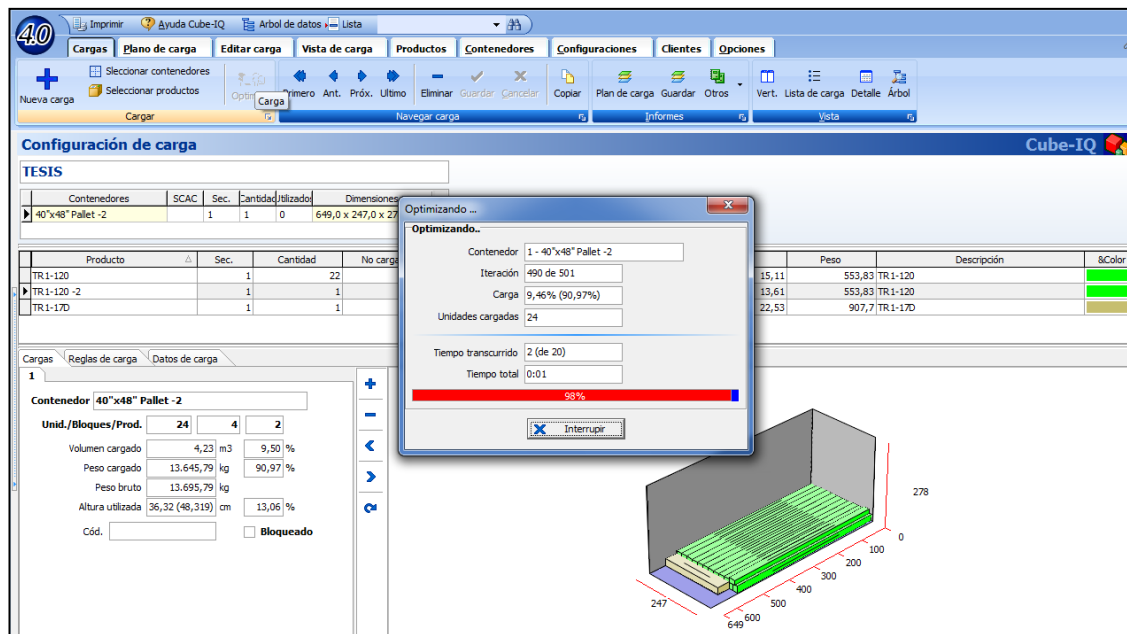 4.0
Imprimir Ayuda Cube-IQ Arbol de datos Lista
Cargas Plano de carga Editar carga Vista de carga Productos Contenedores Configuraciones Clientes Opciones
Nueva carga Sleccionar contenedores Seleccionar productos Primero Ant. Próx. Ultimo Eliminar Guardar Cancelar Copiar Plan de carga Guardar Otros Vert. Lista de carga Detalle Árbol
Carga
Cargar Navegar carga Informes Vista
Configuración de carga Cube-IQ
TESIS
Contenedores SCAC Sec. Dimensiones
40"x48" Pallet -2 1 1 0 649,0 x 247,0 x 27
Producto Sec. Cantidad No carga Peso Descripción &Color
TR1-120 1 22 15,11 553,83 TR1-120
TR1-120 -2 1 1 13,61 553,83 TR1-120
TR1-17D 1 1 22,53 907,7 TR1-17D
Optimizando ...
Optimizando..
Contenedor 1 - 40"x48" Pallet -2
Iteración 490 de 501
Carga 9,46% (90,97%)
Unidades cargadas 24
Tiempo transcurrido 2 (de 20)
Tiempo total 0:01
98%
Interrupir
Cargas Reglas de carga Datos de carga
1
Contenedor 40"x48" Pallet -2
Unid./Bloques/Prod. 24 4 2
Volumen cargado 4,23 m3 9,50 %
Peso cargado 13.645,79 kg 90,97 %
Peso bruto 13.695,79 kg
Altura utilizada 36,32 (48,319) cm 13,06 %
Cód. Bloqueado
278
0
100
200
300
400
500
600
649
247